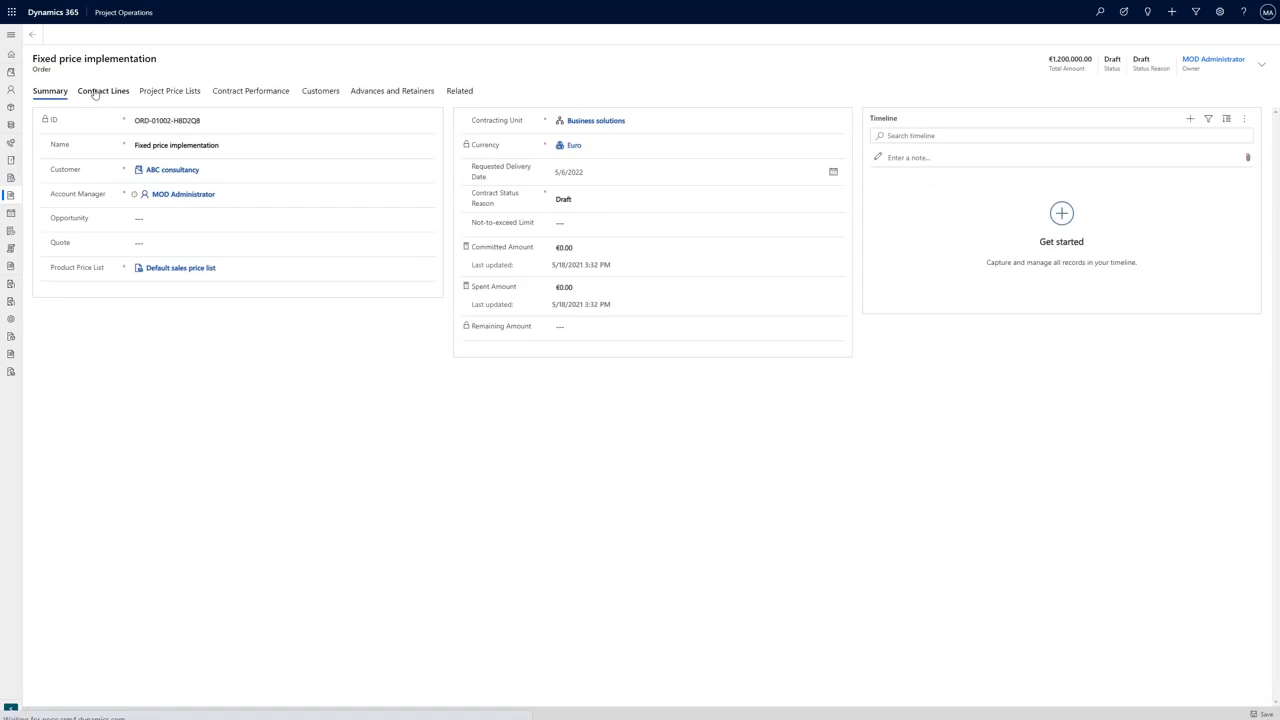 Dynamics 365 Project Operations MA
Fixed price implementation
Order
€1.200.000.00 Draft Draft MOD Administrator
Total Amount Status Status Reason Owner
Summary Contract Lines Project Price Lists Contract Performance Customers Advances and Retainers Related
ID * ORD-01002-H8D2Q8
Name * Fixed price implementation
Customer * ABC consultancy
Account Manager * MOD Administrator
Opportunity ---
Quote ---
Product Price List * Default sales price list
Contracting Unit * Business solutions
Currency * Euro
Requested Delivery
Date
5/6/2022
Contract Status *
Reason
Draft
Not-to-exceed Limit ---
Committed Amount €0.00
Last updated: 5/18/2021 3:32 PM
Spent Amount €0.00
Last updated: 5/18/2021 3:32 PM
Remaining Amount ---
Timeline
Search timeline
Enter a note...
Get started
Capture and manage all records in your timeline.
Save